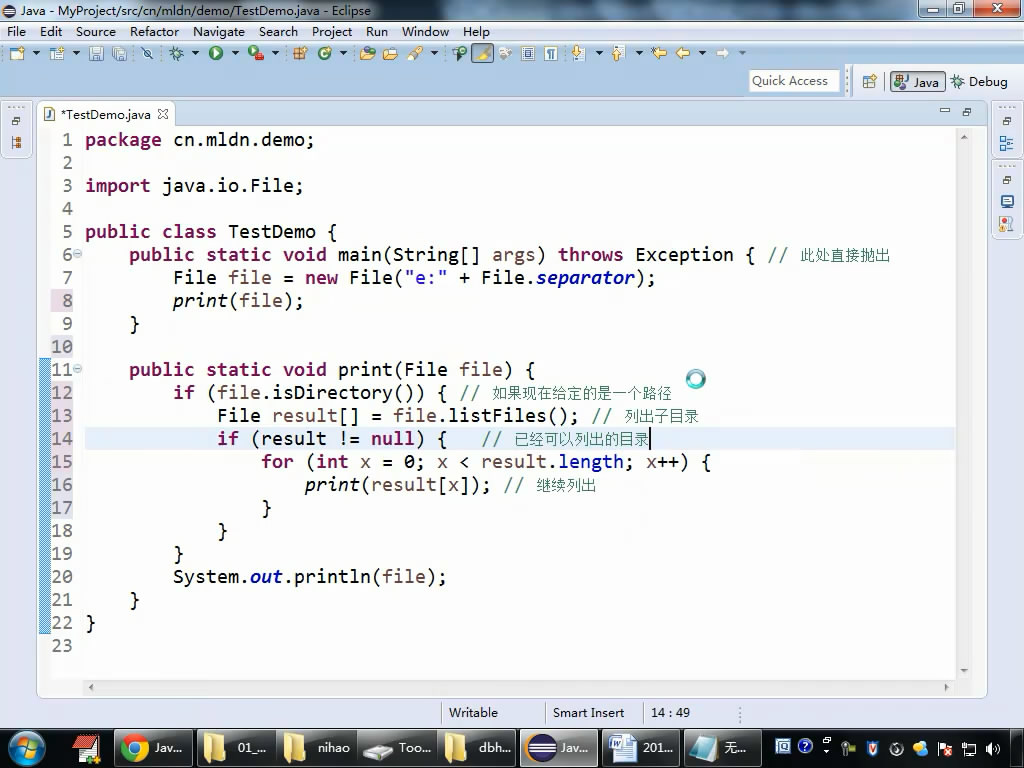 Java - MyProject/src/cn/mldn/demo/TestDemo.java - Eclipse
File Edit Source Refactor Navigate Search Project Run Window Help
Quick Access Java Debug
*TestDemo.java
1 package cn.mldn.demo;
2
3 import java.io.File;
4
5 public class TestDemo {
6 public static void main(String[] args) throws Exception { // 此处直接抛出
7 File file = new File("e:" + File.separator);
8 print(file);
9 }
10
11 public static void print(File file) {
12 if (file.isDirectory()) { // 如果现在给定的是一个路径
13 File result[] = file.listFiles(); // 列出子目录
14 if (result != null) { // 已经可以列出的目录
15 for (int x = 0; x < result.length; x++) {
16 print(result[x]); // 继续列出
17 }
18 }
19 }
20 System.out.println(file);
21 }
22 }
23
Writable Smart Insert 14 : 49
Jav... 01_... nihao Too... dbh... Jav... 201... 无...